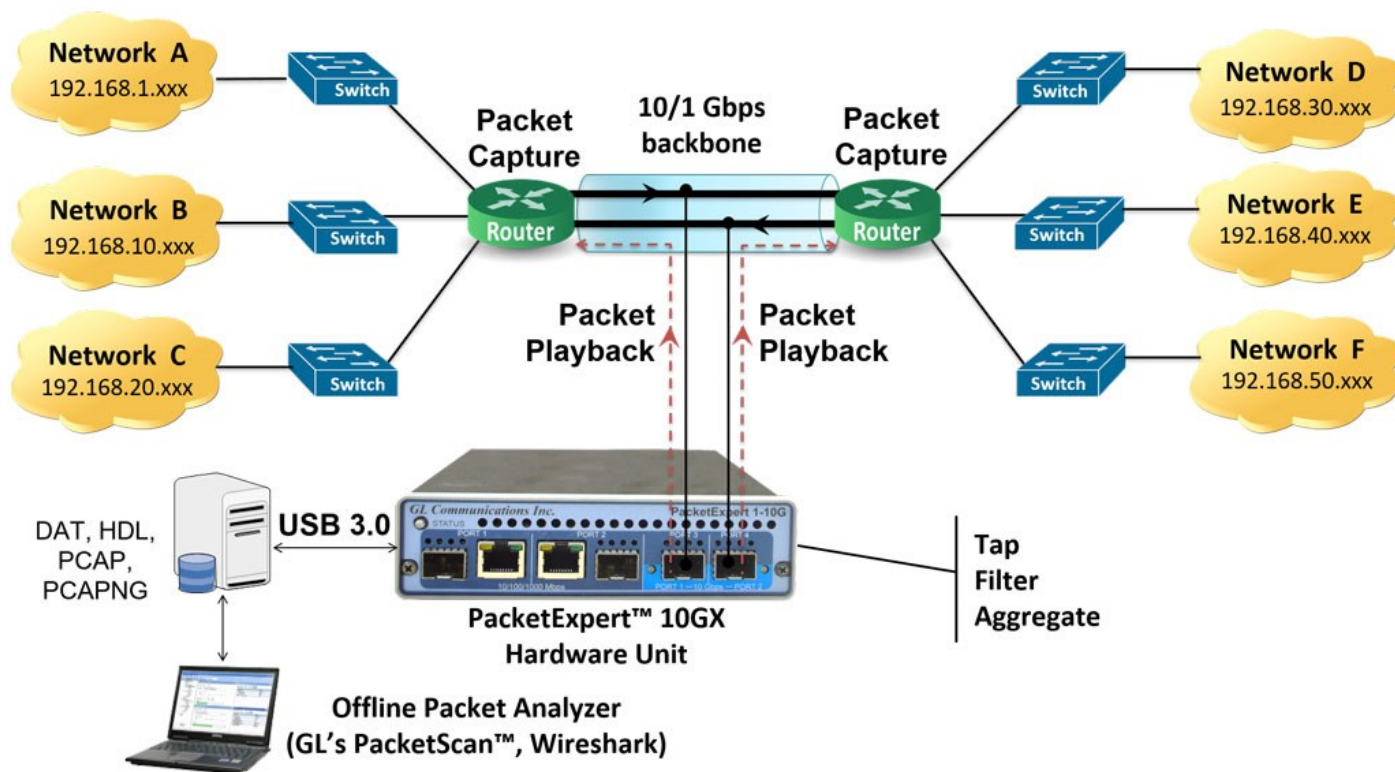 Network A
192.168.1.xxx
Switch
Network B
192.168.10.xxx
Switch
Network C
192.168.20.xxx
Switch
Packet
Capture
Router
10/1 Gbps
backbone
Packet
Capture
Router
Switch
Network D
192.168.30.xxx
Switch
Network E
192.168.40.xxx
Switch
Network F
192.168.50.xxx
Packet
Playback
Packet
Playback
DAT, HDL,
PCAP,
PCAPNG
USB 3.0
GL Communications Inc.
PacketExpert 1-10G
STATUS
PORT 1
PORT 2
PORT 3
PORT 4
10/100/1000 Mbps
PORT 1 — 10 Gbps — PORT 2
PacketExpert™ 10GX
Hardware Unit
Tap
Filter
Aggregate
Offline Packet Analyzer
(GL's PacketScan™, Wireshark)